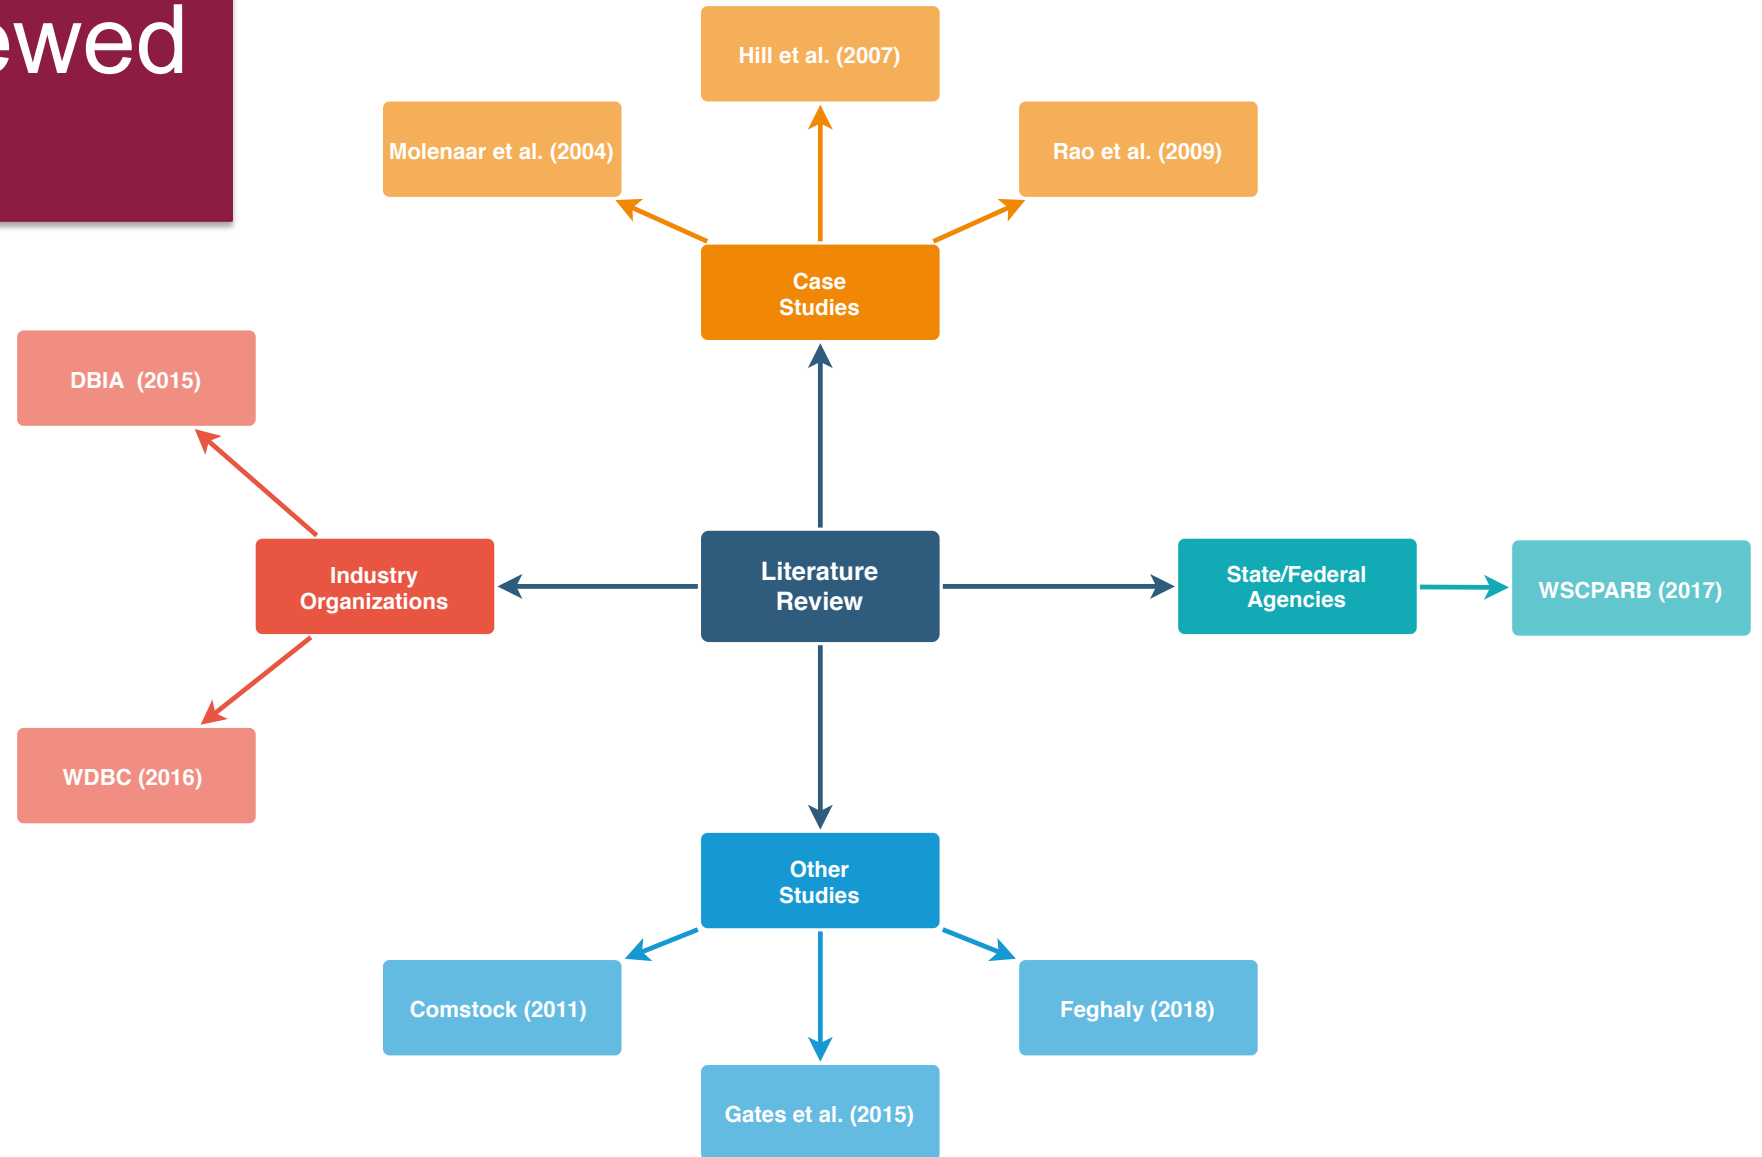 Hill et al. (2007)
Molenaar et al. (2004)
Rao et al. (2009)
Case
Studies
DBIA (2015)
Industry
Organizations
Literature
Review
State/Federal
Agencies
WSCPARB (2017)
WDBC (2016)
Other
Studies
Comstock (2011)
Feghaly (2018)
Gates et al. (2015)